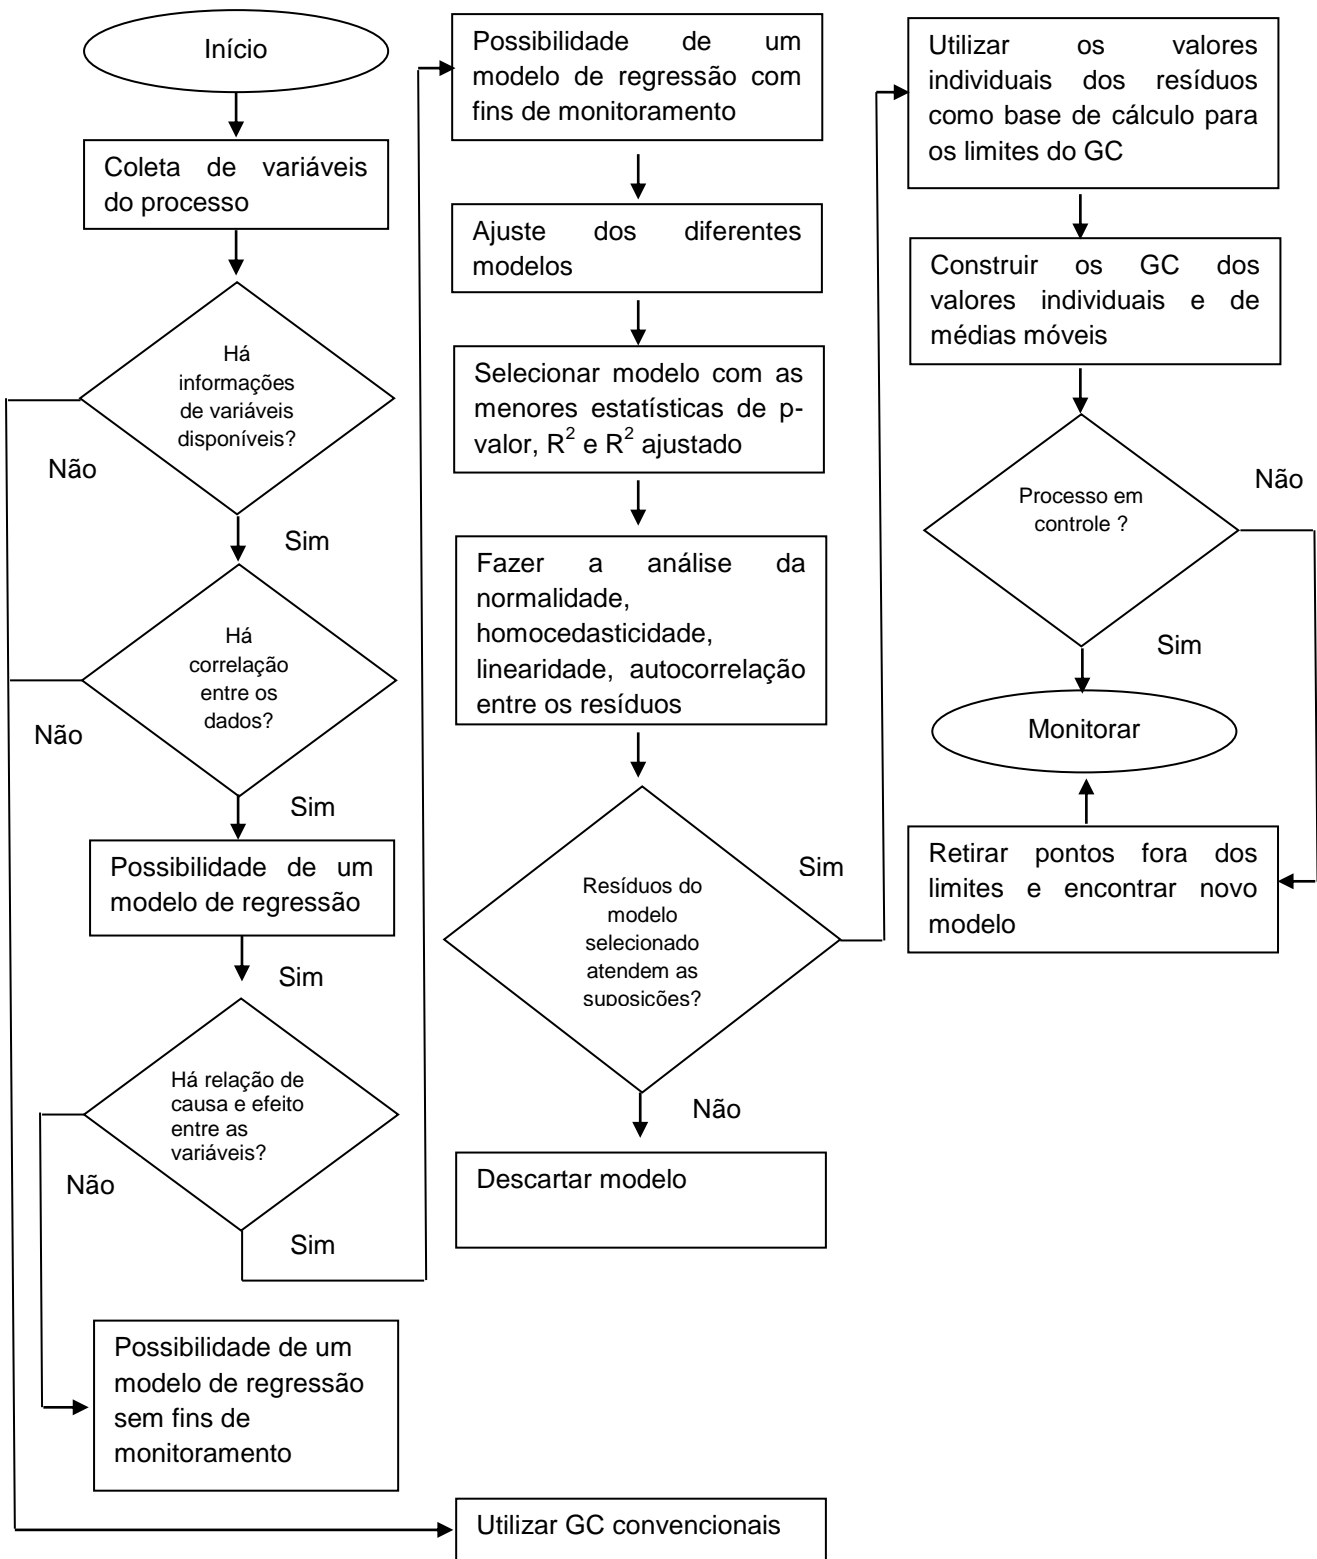 Início
Coleta de variáveis
do processo
Há
informações
de variáveis
disponíveis?
Não
Sim
Há
correlação
entre os
dados?
Não
Sim
Possibilidade de um
modelo de regressão
Sim
Há relação de
causa e efeito
entre as
variáveis?
Não
Sim
Possibilidade de um
modelo de regressão
sem fins de
monitoramento
Possibilidade de um
modelo de regressão com
fins de monitoramento
Ajuste dos diferentes
modelos
Selecionar modelo com as
menores estatísticas de p-
valor, R² e R² ajustado
Fazer a análise da
normalidade,
homocedasticidade,
linearidade, autocorrelação
entre os resíduos
Resíduos do
modelo
selecionado
atendem as
suposições?
Sim
Não
Descartar modelo
Utilizar GC convencionais
Utilizar os valores
individuais dos resíduos
como base de cálculo para
os limites do GC
Construir os GC dos
valores individuais e de
médias móveis
Processo em
controle ?
Não
Sim
Monitorar
Retirar pontos fora dos
limites e encontrar novo
modelo